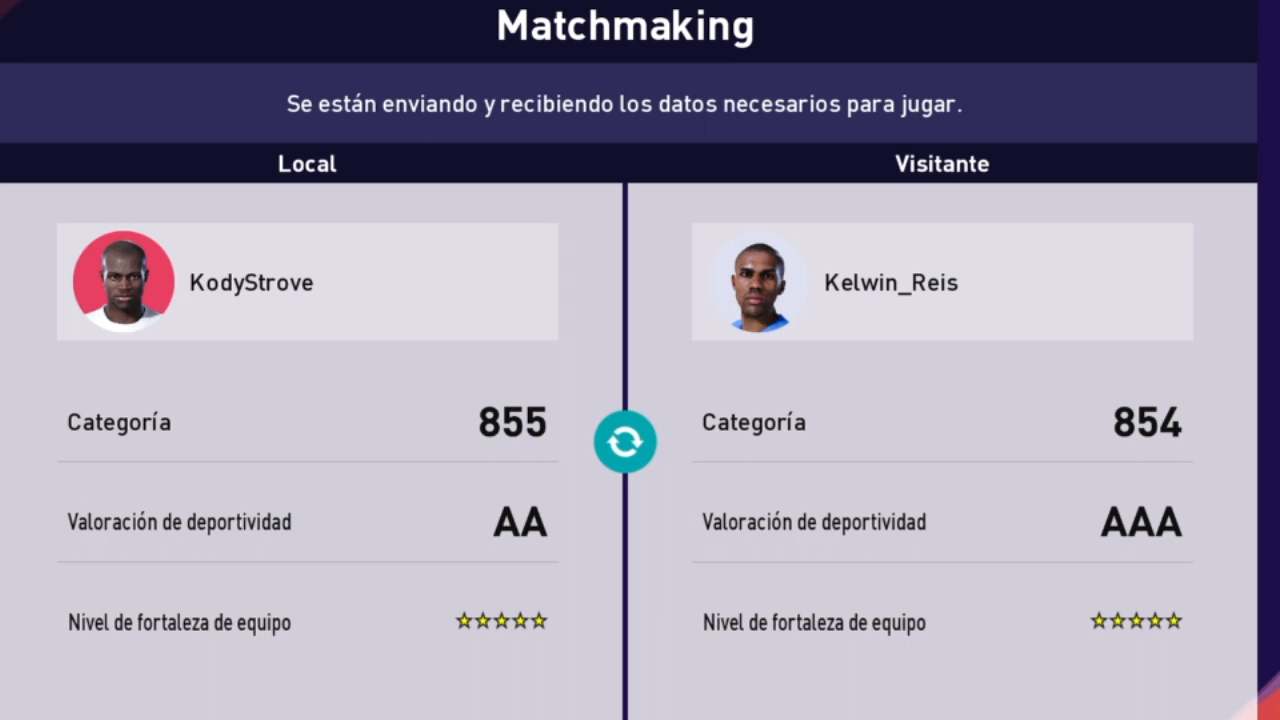 Matchmaking
Se están enviando y recibiendo los datos necesarios para jugar.
Local
Visitante
KodyStrove
Kelwin_Reis
Categoría 855
Categoría 854
Valoración de deportividad AA
Valoración de deportividad AAA
Nivel de fortaleza de equipo
Nivel de fortaleza de equipo